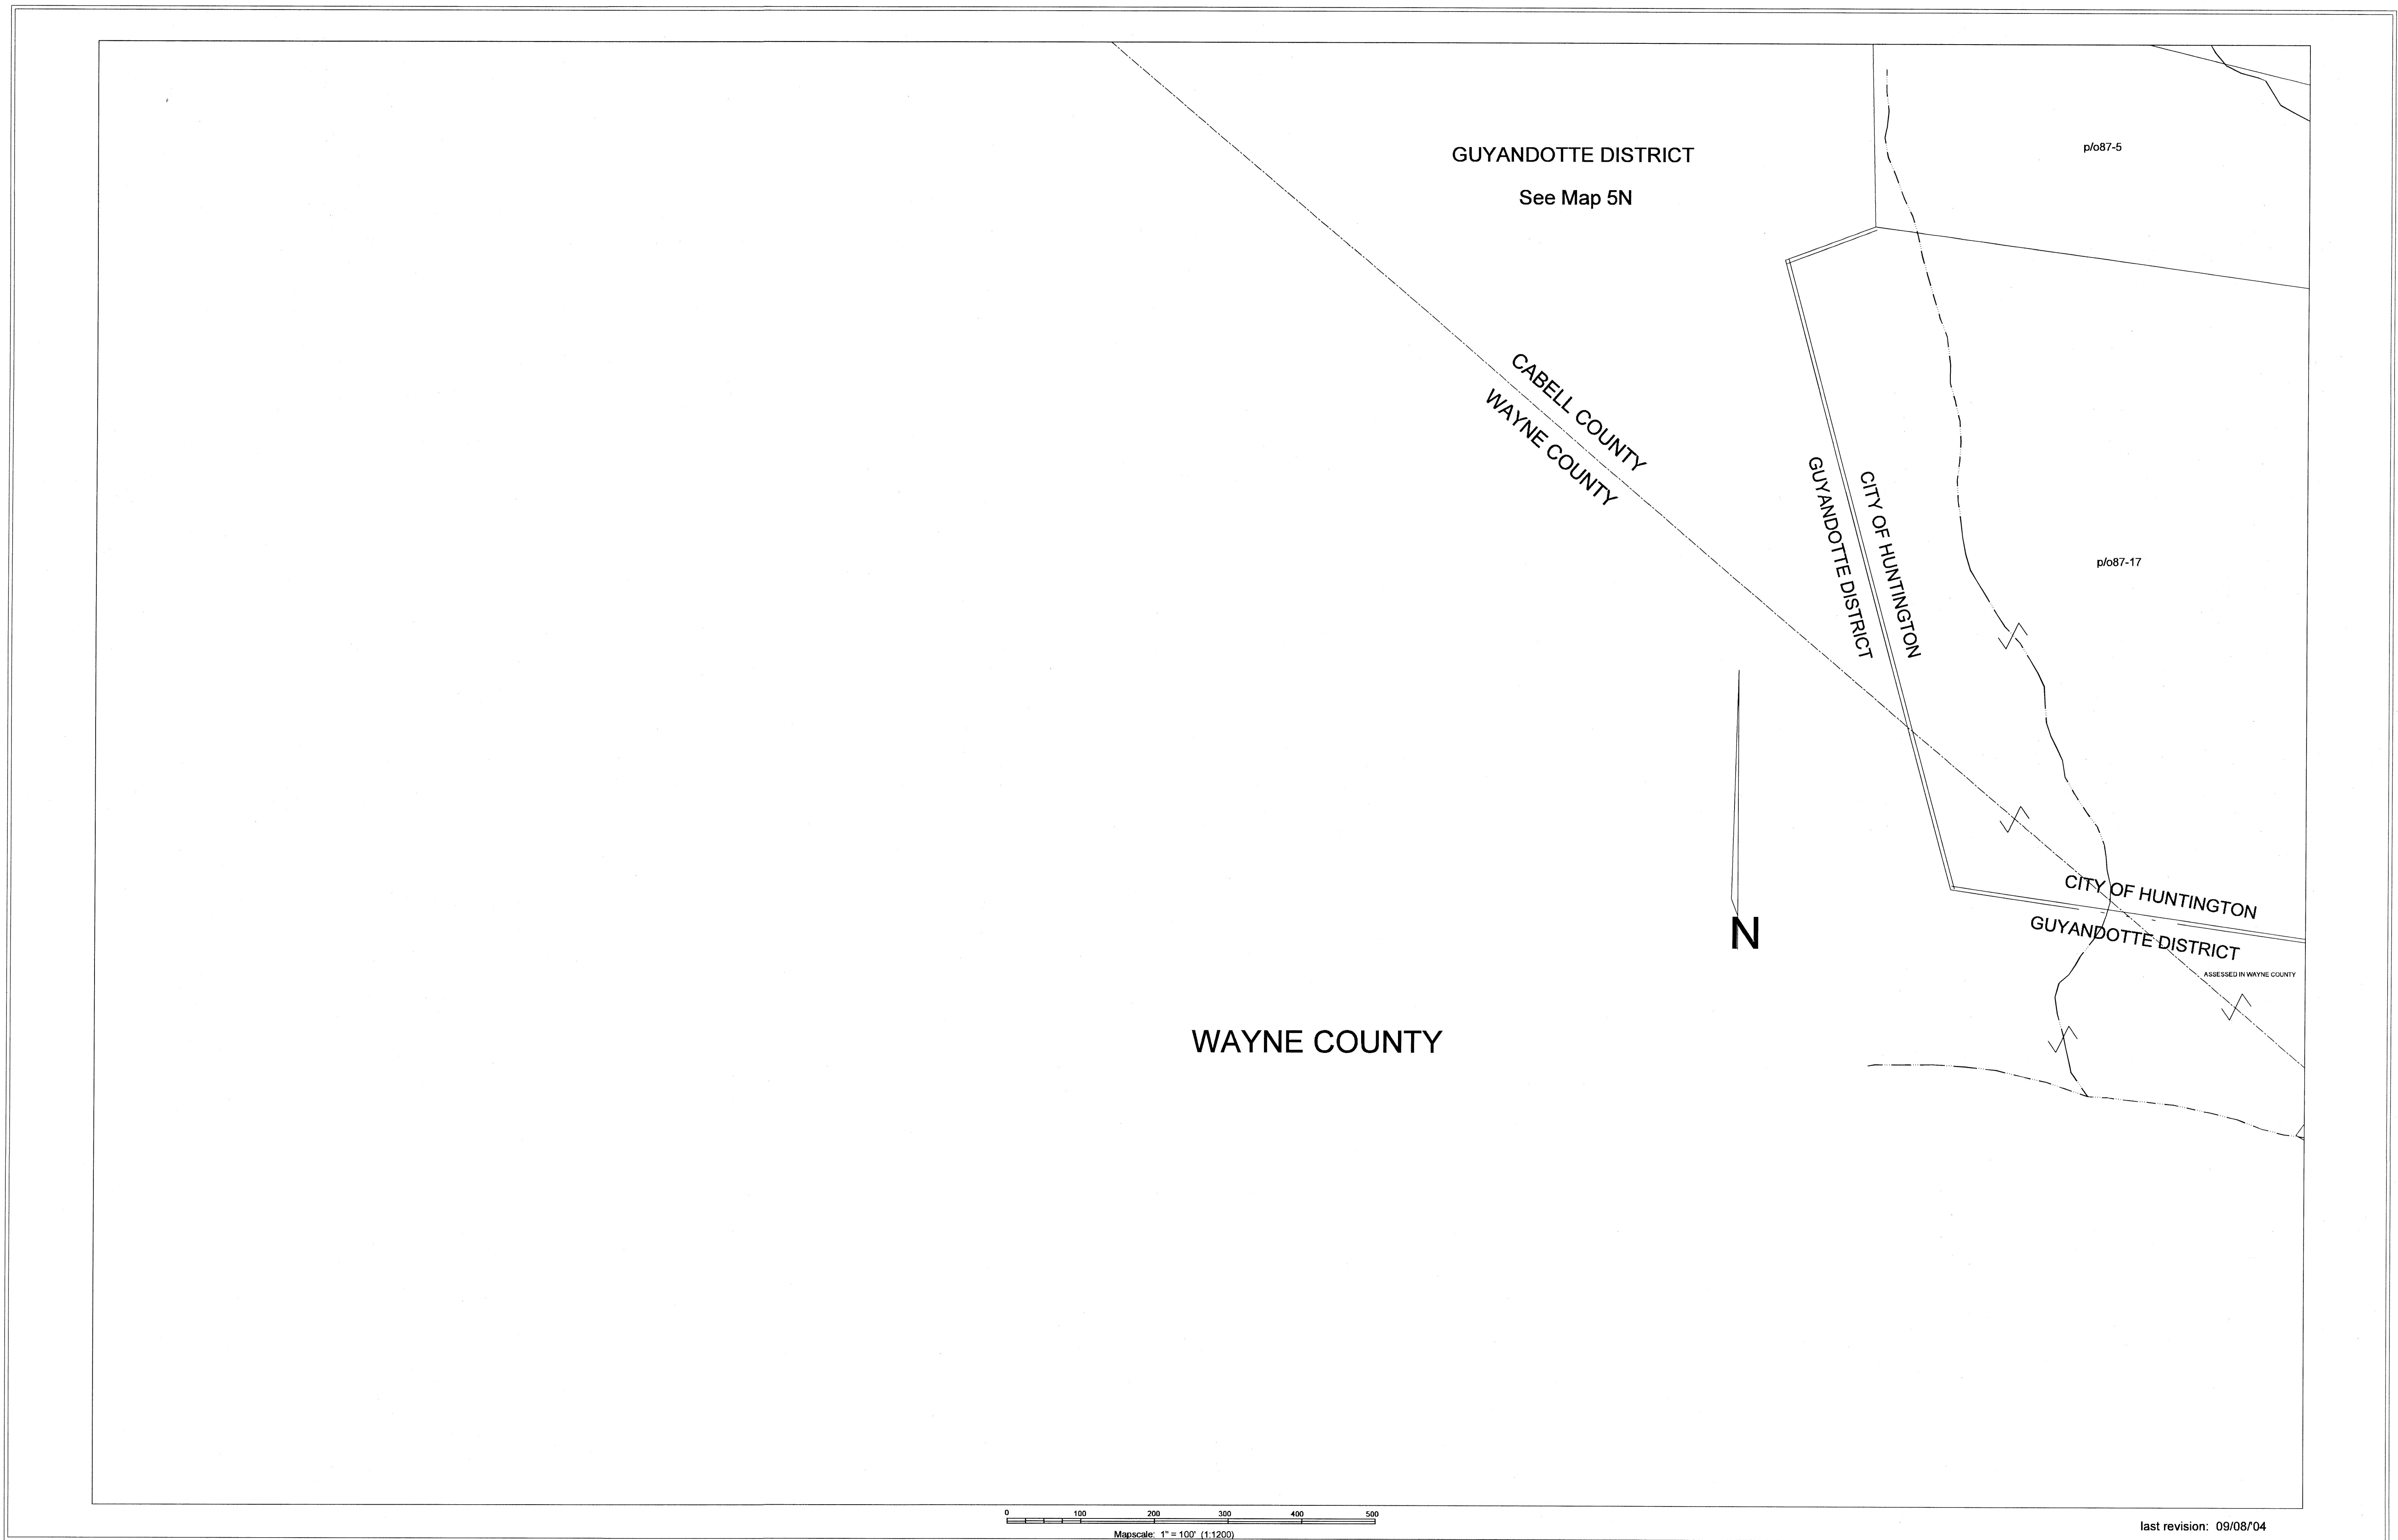 GUYANDOTTE DISTRICT
See Map 5N
p/o87-5
CABELL COUNTY
WAYNE COUNTY
CITY OF HUNTINGTON
GUYANDOTTE DISTRICT
p/o87-17
N
CITY OF HUNTINGTON
GUYANDOTTE DISTRICT
ASSESSED IN WAYNE COUNTY
WAYNE COUNTY
0 100 200 300 400 500
Mapscale: 1" = 100' (1:1200)
last revision: 09/08/'04